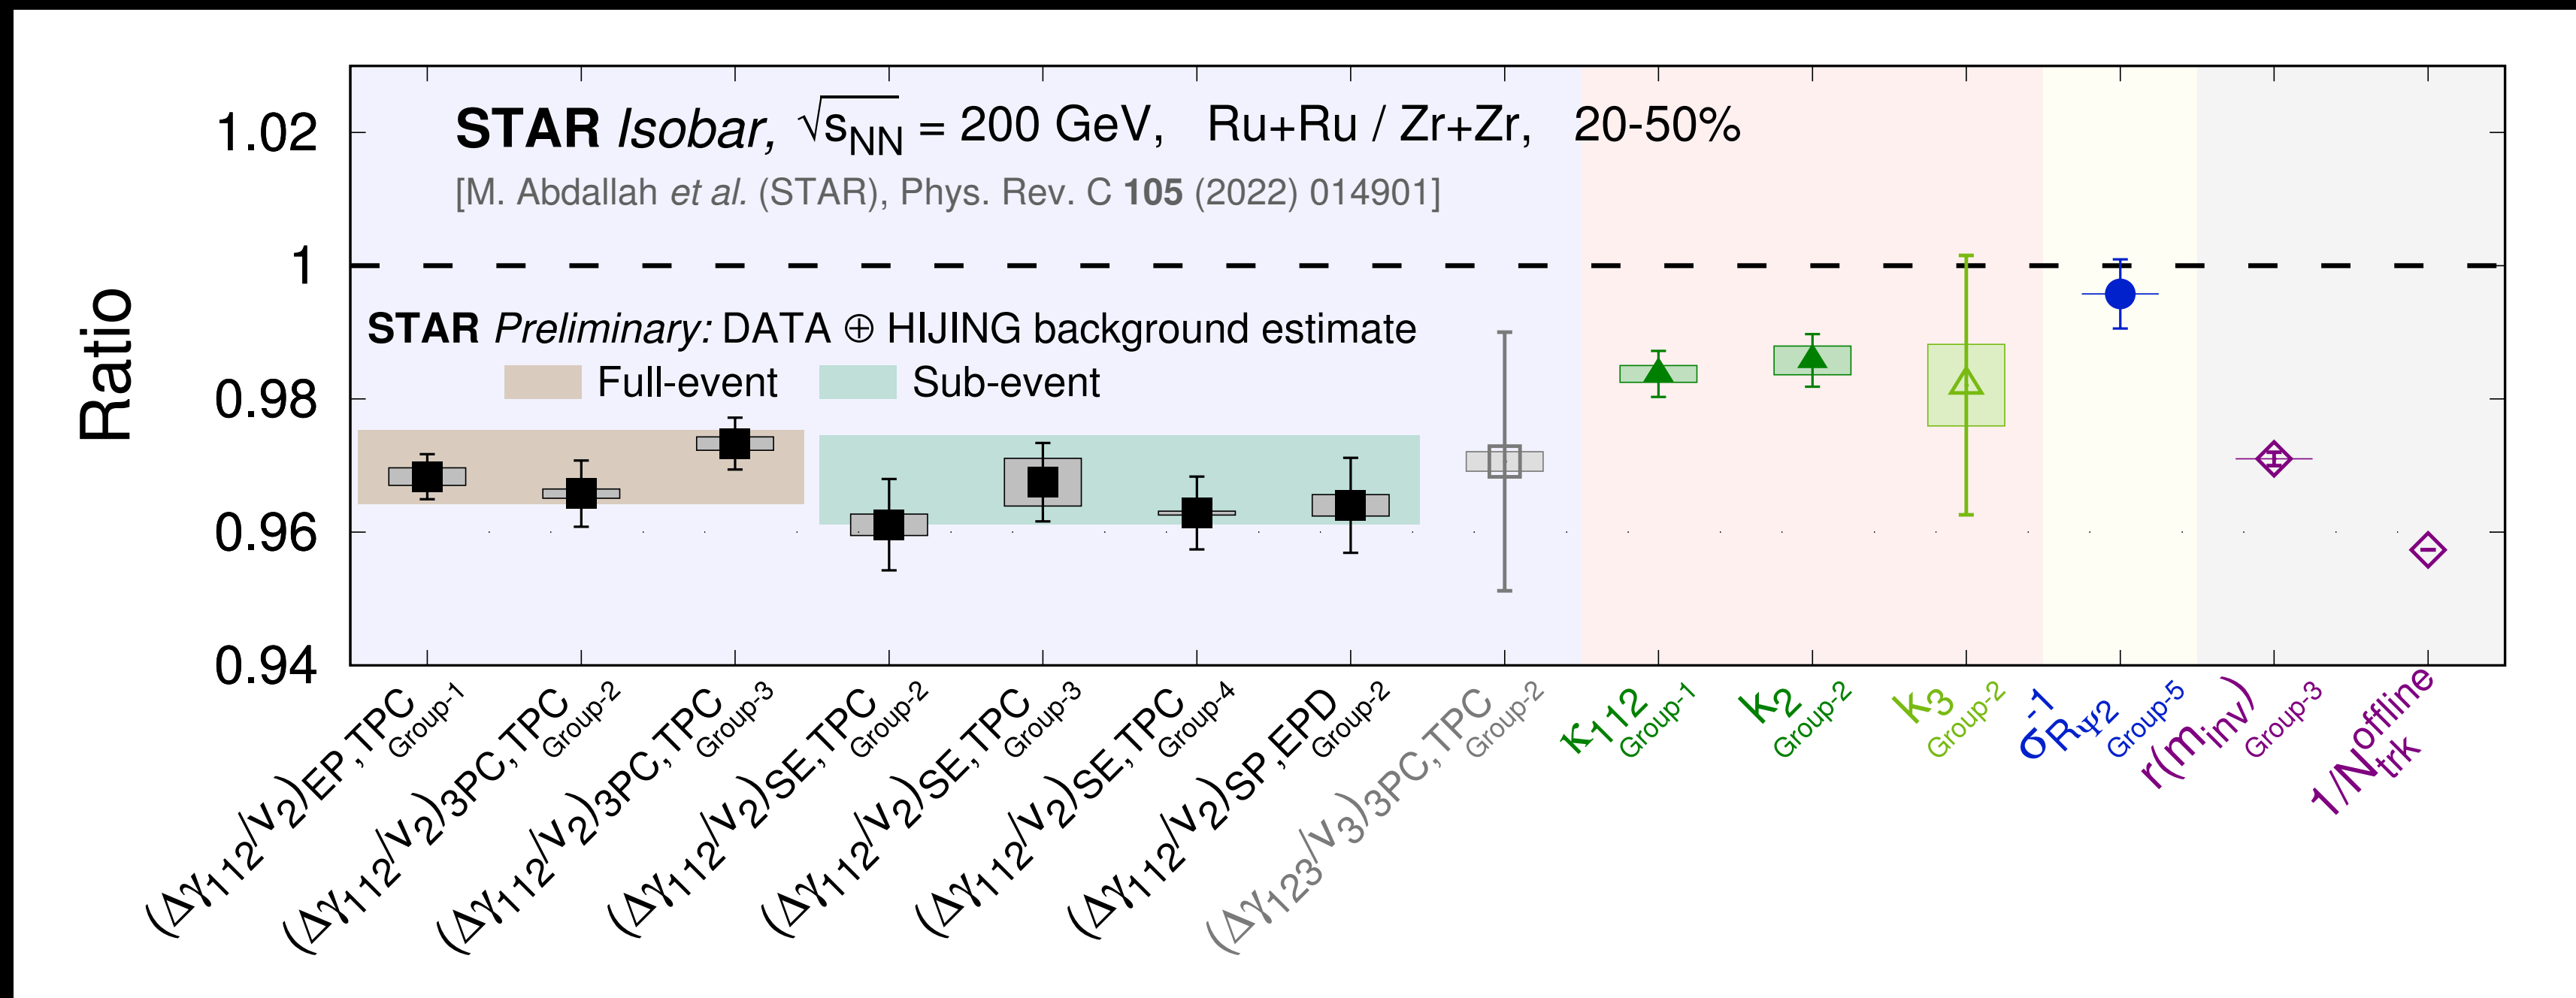 STAR Isobar, √sNN = 200 GeV, Ru+Ru / Zr+Zr, 20-50%
[M. Abdallah et al. (STAR), Phys. Rev. C 105 (2022) 014901]
STAR Preliminary: DATA ⊕ HIJING background estimate
Full-event
Sub-event
Ratio
1.02
1
0.98
0.96
0.94
(Δγ112/v2)EP,TPC
Group-1
(Δγ112/v2)3PC,TPC
Group-2
(Δγ112/v2)3PC,TPC
Group-3
(Δγ112/v2)SE,TPC
Group-2
(Δγ112/v2)SE,TPC
Group-3
(Δγ112/v2)SE,TPC
Group-4
(Δγ112/v2)SP,EPD
Group-2
(Δγ123/v3)3PC,TPC
Group-2
κ112
Group-1
k2
Group-2
k3
Group-2
σ-1RΨ2
Group-5
r(minv)
Group-3
1/Nofflinetrk